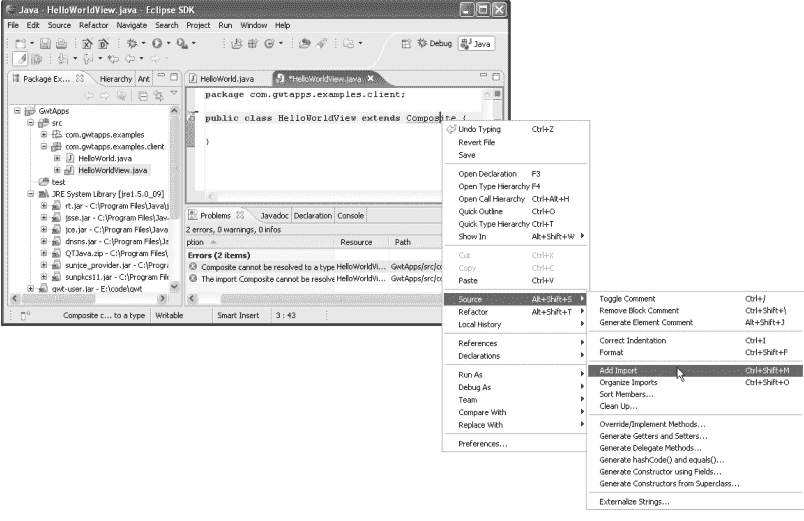 Java - HelloWorldView.java - Eclipse SDK
File Edit Source Refactor Navigate Search Project Run Window Help
Debug Java
Package Ex... Hierarchy Ant
HelloWorld.java *HelloWorldView.java
GwtApps
src
com.gwtapps.examples
com.gwtapps.examples.client
HelloWorld.java
HelloWorldView.java
test
JRE System Library [jre1.5.0_09]
rt.jar - C:\Program Files\Java\j
jsse.jar - C:\Program Files\Jav
jce.jar - C:\Program Files\Java
dnsns.jar - C:\Program Files\Ja
QTJava.zip - C:\Program Files\
sunjce_provider.jar - C:\Progra
sunpkcs11.jar - C:\Program File
gwt-user.jar - E:\code\gwt
package com.gwtapps.examples.client;
public class HelloWorldView extends Composite {
}
Problems Javadoc Declaration Console
2 errors, 0 warnings, 0 infos
ption Resource Path
Errors (2 items)
Composite cannot be resolved to a type HelloWorldVi... GwtApps/src/co
The import Composite cannot be resolve HelloWorldVi... GwtApps/src/co
Composite c... to a type Writable Smart Insert 3 : 43
Undo Typing Ctrl+Z
Revert File
Save
Open Declaration F3
Open Type Hierarchy F4
Open Call Hierarchy Ctrl+Alt+H
Quick Outline Ctrl+O
Quick Type Hierarchy Ctrl+T
Show In Alt+Shift+W
Cut Ctrl+X
Copy Ctrl+C
Paste Ctrl+V
Source Alt+Shift+S
Refactor Alt+Shift+T
Local History
References
Declarations
Run As
Debug As
Team
Compare With
Replace With
Preferences...
Toggle Comment Ctrl+/
Remove Block Comment Ctrl+Shift+\
Generate Element Comment Alt+Shift+J
Correct Indentation Ctrl+I
Format Ctrl+Shift+F
Add Import Ctrl+Shift+M
Organize Imports Ctrl+Shift+O
Sort Members...
Clean Up...
Override/Implement Methods...
Generate Getters and Setters...
Generate Delegate Methods...
Generate hashCode() and equals()...
Generate Constructor using Fields...
Generate Constructors from Superclass...
Externalize Strings...